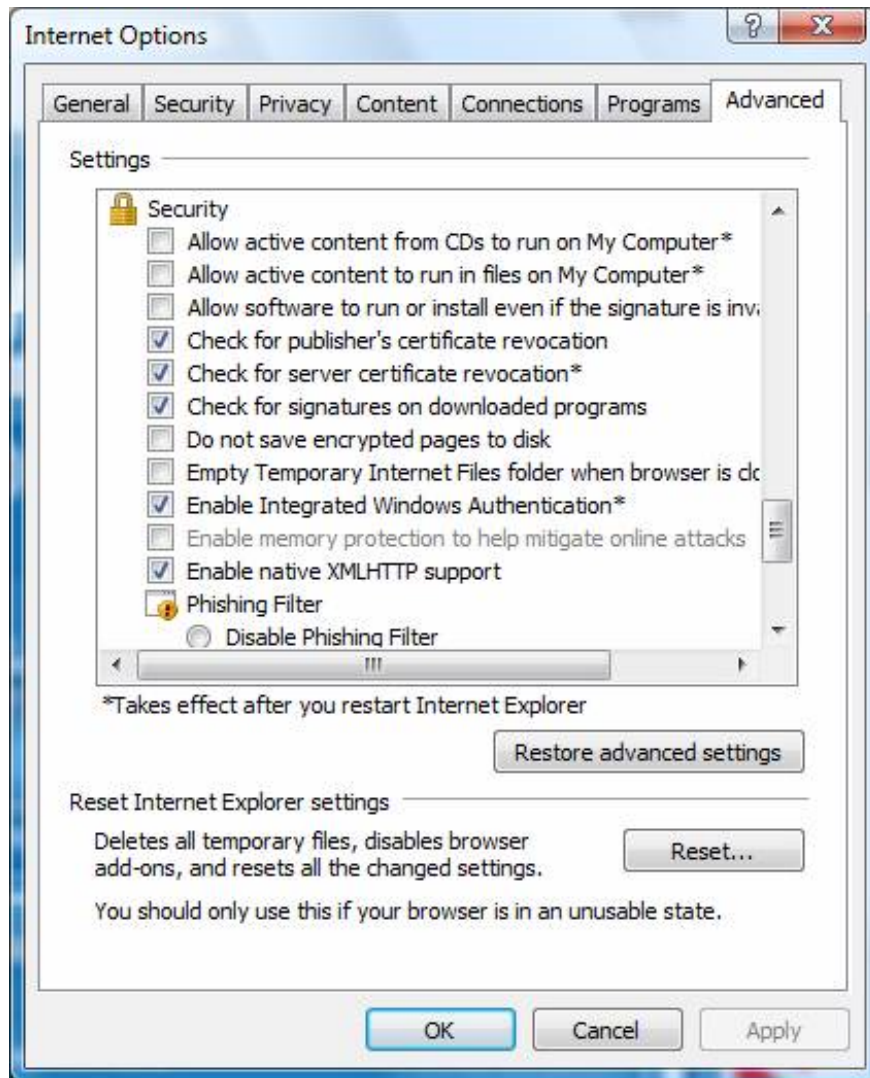 Internet Options
General Security Privacy Content Connections Programs Advanced
Settings
Security
Allow active content from CDs to run on My Computer*
Allow active content to run in files on My Computer*
Allow software to run or install even if the signature is inva
Check for publisher's certificate revocation
Check for server certificate revocation*
Check for signatures on downloaded programs
Do not save encrypted pages to disk
Empty Temporary Internet Files folder when browser is clo
Enable Integrated Windows Authentication*
Enable memory protection to help mitigate online attacks
Enable native XMLHTTP support
Phishing Filter
Disable Phishing Filter
*Takes effect after you restart Internet Explorer
Restore advanced settings
Reset Internet Explorer settings
Deletes all temporary files, disables browser
add-ons, and resets all the changed settings.
Reset...
You should only use this if your browser is in an unusable state.
OK Cancel Apply